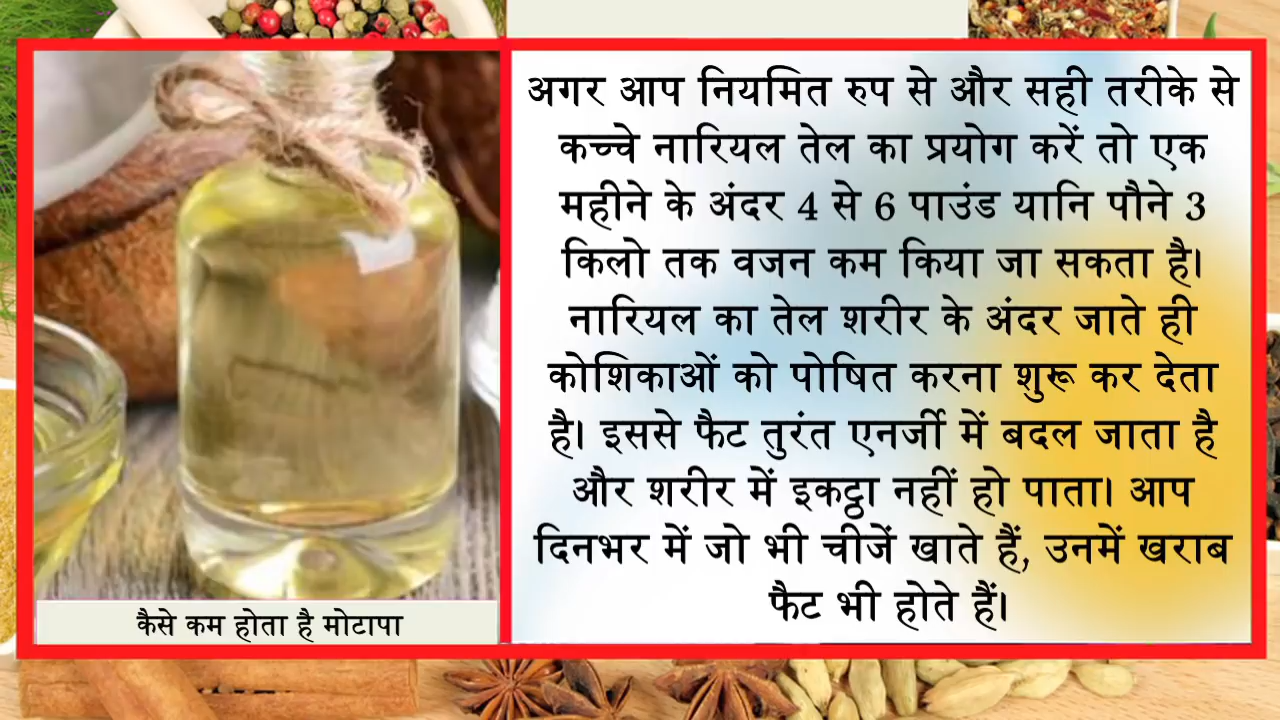 अगर आप नियमित रुप से और सही तरीके से
कच्चे नारियल तेल का प्रयोग करें तो एक
महीने के अंदर 4 से 6 पाउंड यानि पौने 3
किलो तक वजन कम किया जा सकता है।
नारियल का तेल शरीर के अंदर जाते ही
कोशिकाओं को पोषित करना शुरू कर देता
है। इससे फैट तुरंत एनर्जी में बदल जाता है
और शरीर में इकट्ठा नहीं हो पाता। आप
दिनभर में जो भी चीजें खाते हैं, उनमें खराब
फैट भी होते हैं।
कैसे कम होता है मोटापा